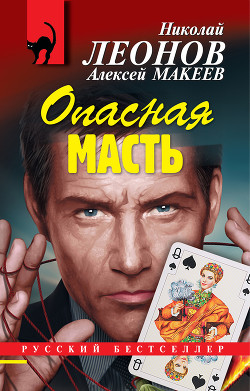 Николай
ЛЕОНОВ
Алексей МАКЕЕВ
Опасная
МАСТЬ
РУССКИЙ БЕСТСЕЛЛЕР